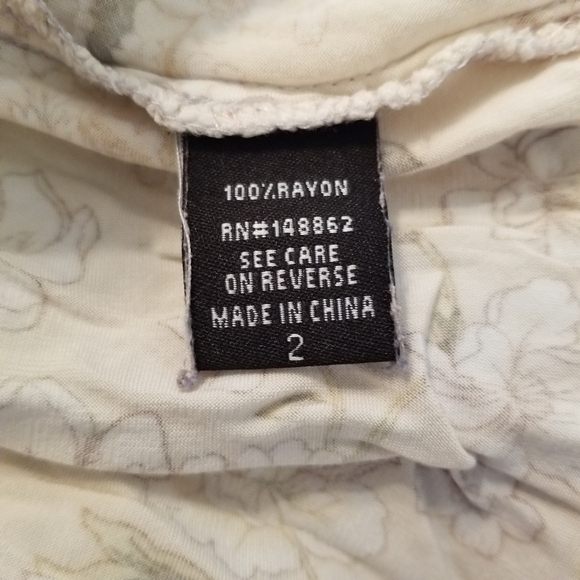 100%RAYON
RN#148862
SEE CARE
ON REVERSE
MADE IN CHINA
2